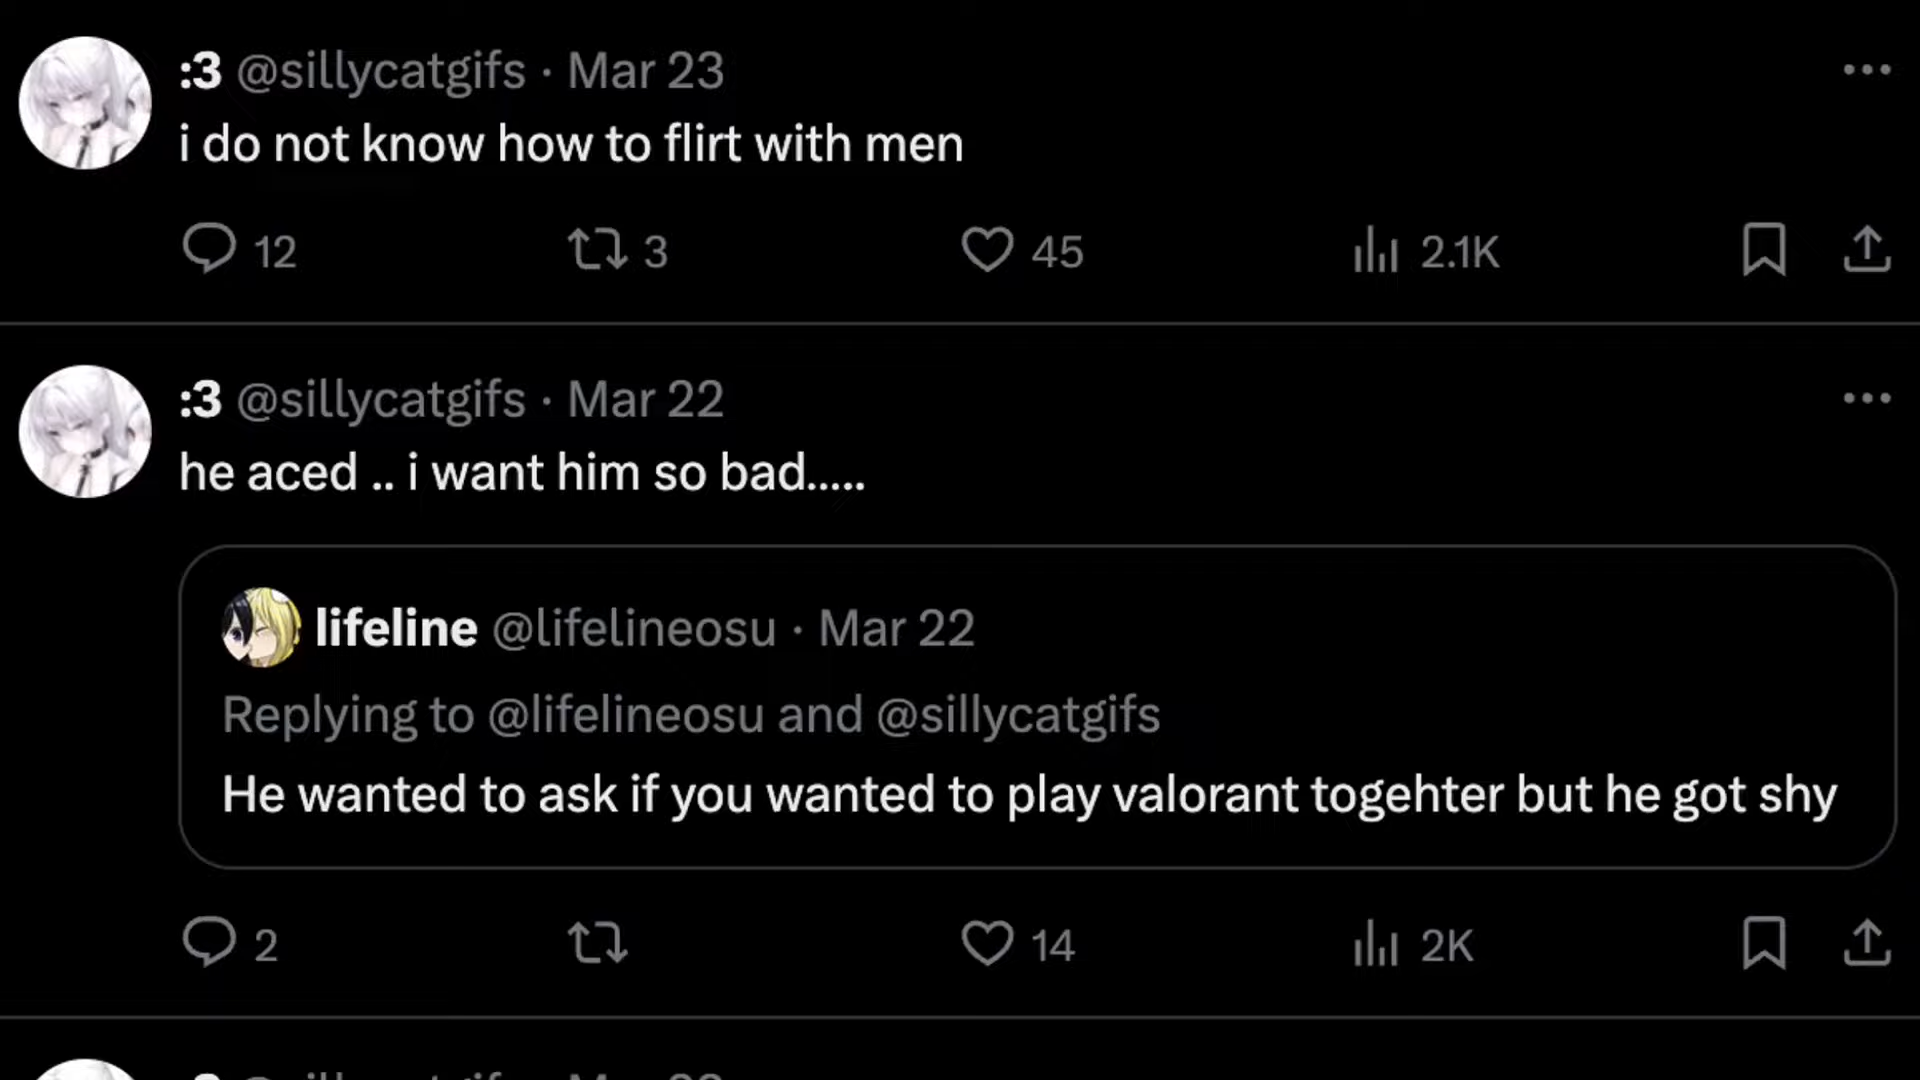 :3 @sillycatgifs · Mar 23
i do not know how to flirt with men
12 3 45 2.1K
:3 @sillycatgifs · Mar 22
he aced .. i want him so bad.....
lifeline @lifelineosu · Mar 22
Replying to @lifelineosu and @sillycatgifs
He wanted to ask if you wanted to play valorant togehter but he got shy
2 14 2K